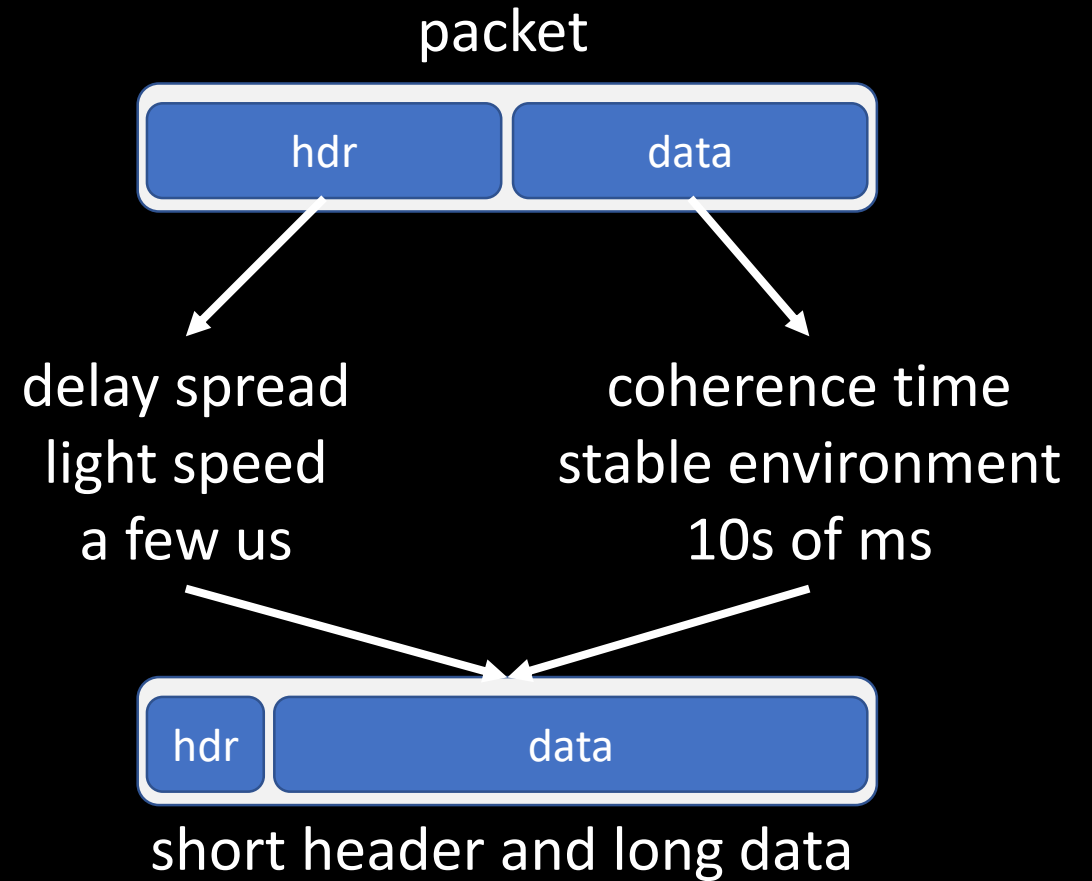 packet
hdr
data
delay spread
light speed
a few us
coherence time
stable environment
10s of ms
hdr
data
short header and long data